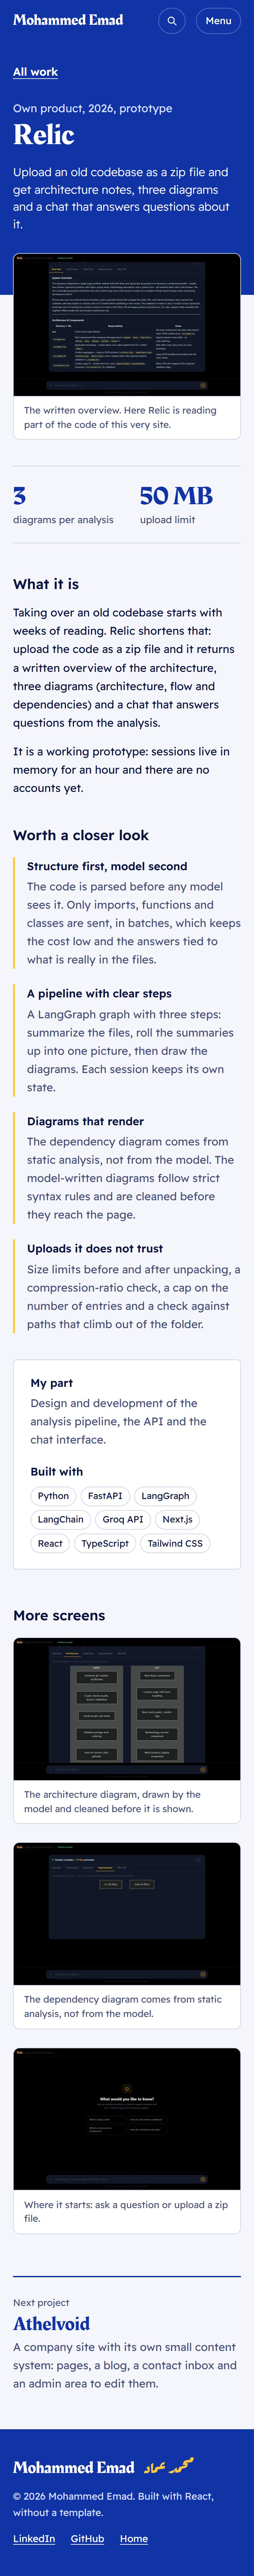 Mohammed Emad
Menu
All work
Own product, 2026, prototype
Relic
Upload an old codebase as a zip file and
get architecture notes, three diagrams
and a chat that answers questions about
it.
The written overview. Here Relic is reading
part of the code of this very site.
3
diagrams per analysis
50 MB
upload limit
What it is
Taking over an old codebase starts with
weeks of reading. Relic shortens that:
upload the code as a zip file and it returns
a written overview of the architecture,
three diagrams (architecture, flow and
dependencies) and a chat that answers
questions from the analysis.
It is a working prototype: sessions live in
memory for an hour and there are no
accounts yet.
Worth a closer look
Structure first, model second
The code is parsed before any model
sees it. Only imports, functions and
classes are sent, in batches, which keeps
the cost low and the answers tied to
what is really in the files.
A pipeline with clear steps
A LangGraph graph with three steps:
summarize the files, roll the summaries
up into one picture, then draw the
diagrams. Each session keeps its own
state.
Diagrams that render
The dependency diagram comes from
static analysis, not from the model. The
model-written diagrams follow strict
syntax rules and are cleaned before
they reach the page.
Uploads it does not trust
Size limits before and after unpacking, a
compression-ratio check, a cap on the
number of entries and a check against
paths that climb out of the folder.
My part
Design and development of the
analysis pipeline, the API and the
chat interface.
Built with
Python FastAPI LangGraph
LangChain Groq API Next.js
React TypeScript Tailwind CSS
More screens
The architecture diagram, drawn by the
model and cleaned before it is shown.
The dependency diagram comes from static
analysis, not from the model.
What would you like to know?
Where it starts: ask a question or upload a zip
file.
Next project
Athelvoid
A company site with its own small content
system: pages, a blog, a contact inbox and
an admin area to edit them.
Mohammed Emad محمد عماد
© 2026 Mohammed Emad. Built with React,
without a template.
LinkedIn GitHub Home